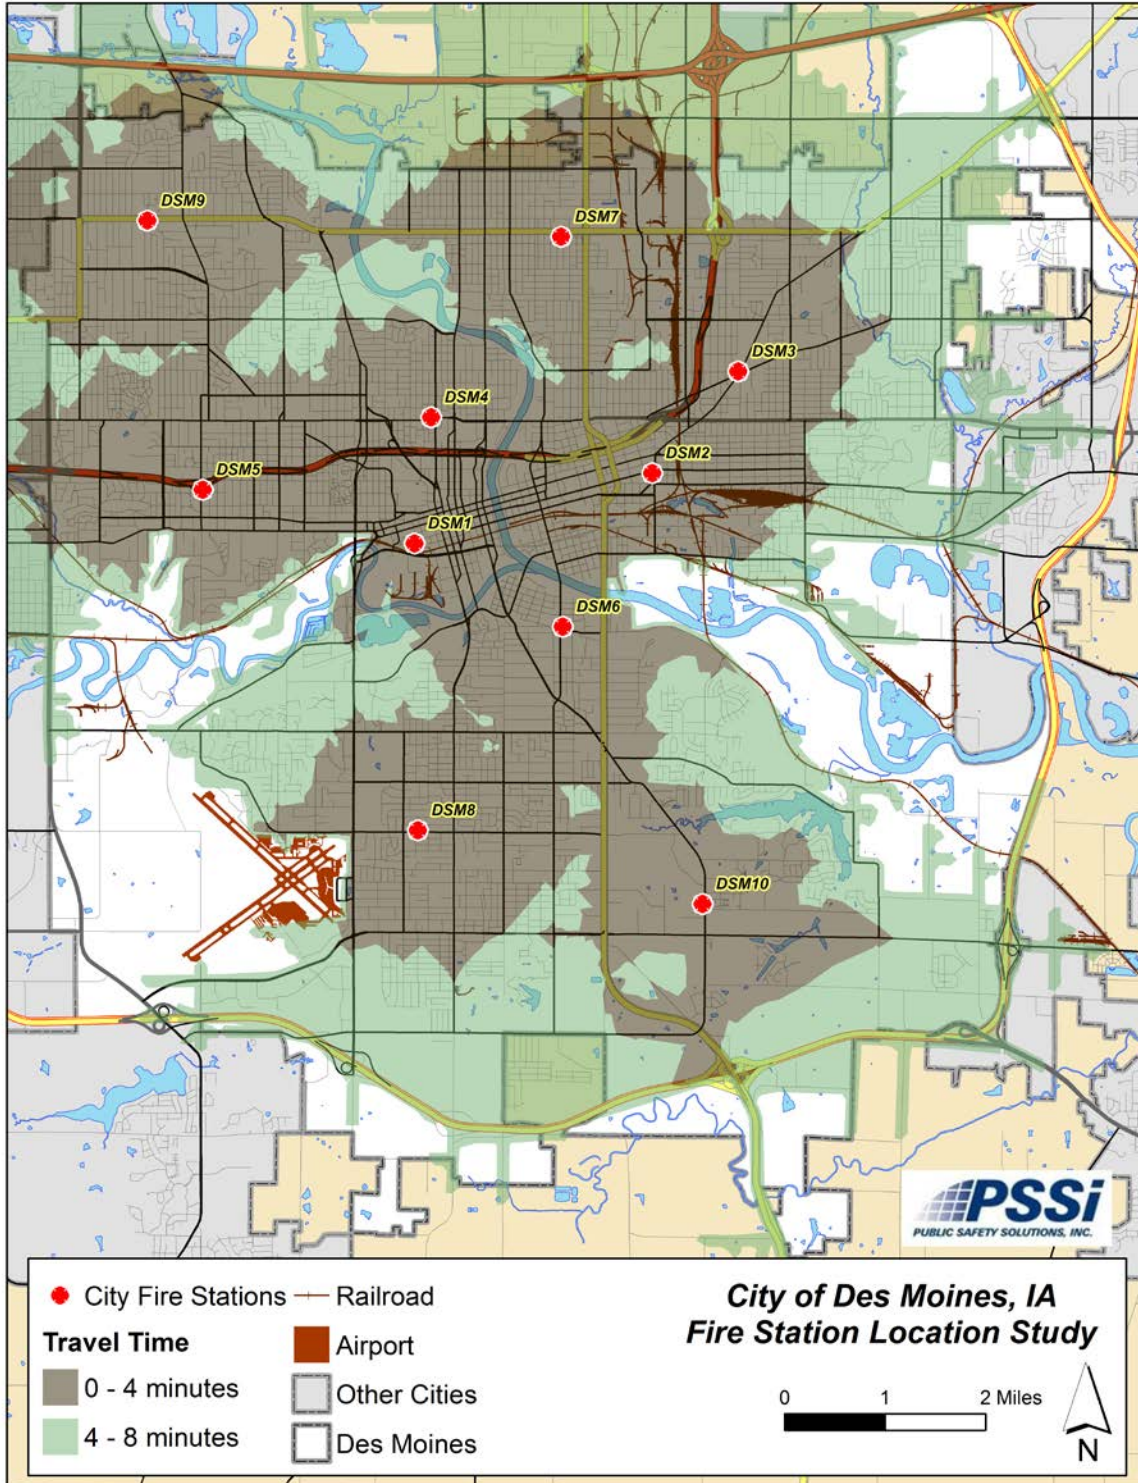 DSM9
DSM7
DSM3
DSM4
DSM5
DSM2
DSM1
DSM6
DSM8
DSM10
PSSi
PUBLIC SAFETY SOLUTIONS, INC.
City Fire Stations
Railroad
Travel Time
Airport
0 - 4 minutes
Other Cities
4 - 8 minutes
Des Moines
City of Des Moines, IA
Fire Station Location Study
0 1 2 Miles
N